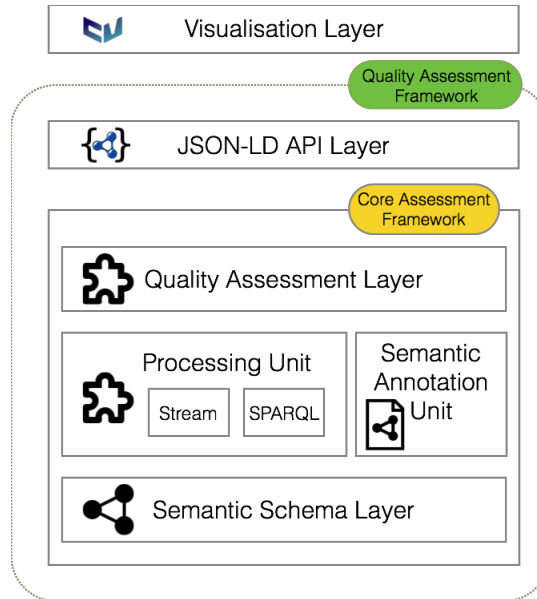 Visualisation Layer
Quality Assessment
Framework
JSON-LD API Layer
Core Assessment
Framework
Quality Assessment Layer
Processing Unit
Stream
SPARQL
Semantic
Annotation
Unit
Semantic Schema Layer